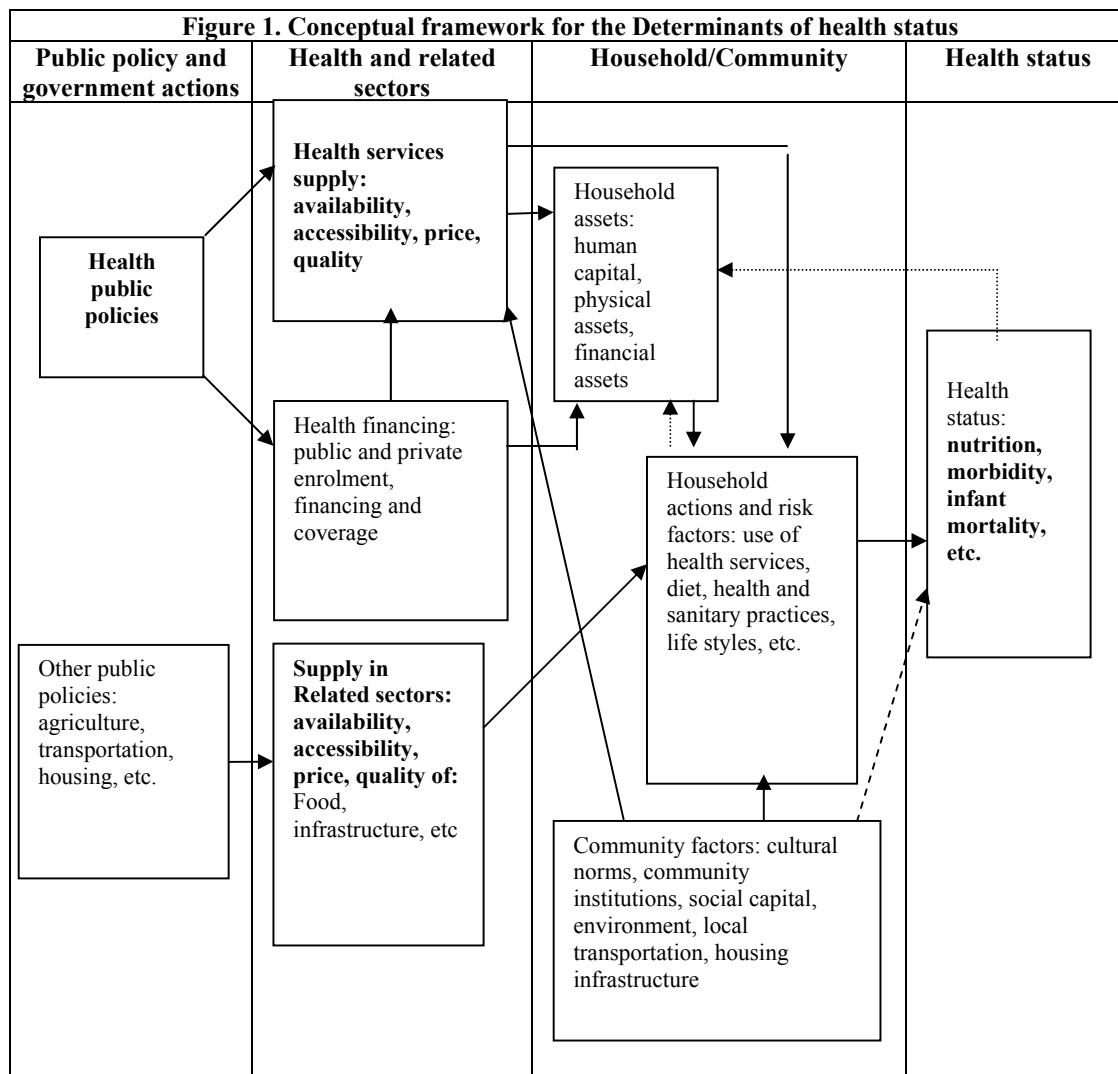 Figure 1. Conceptual framework for the Determinants of health status
Public policy and
government actions
Health and related
sectors
Household/Community
Health status
Health
public
policies
Other public
policies:
agriculture,
transportation,
housing, etc.
Health services
supply:
availability,
accessibility, price,
quality
Health financing:
public and private
enrolment,
financing and
coverage
Supply in
Related sectors:
availability,
accessibility,
price, quality of:
Food,
infrastructure, etc
Household
assets:
human
capital,
physical
assets,
financial
assets
Household
actions and risk
factors: use of
health services,
diet, health and
sanitary practices,
life styles, etc.
Community factors: cultural
norms, community
institutions, social capital,
environment, local
transportation, housing
infrastructure
Health
status:
nutrition,
morbidity,
infant
mortality,
etc.